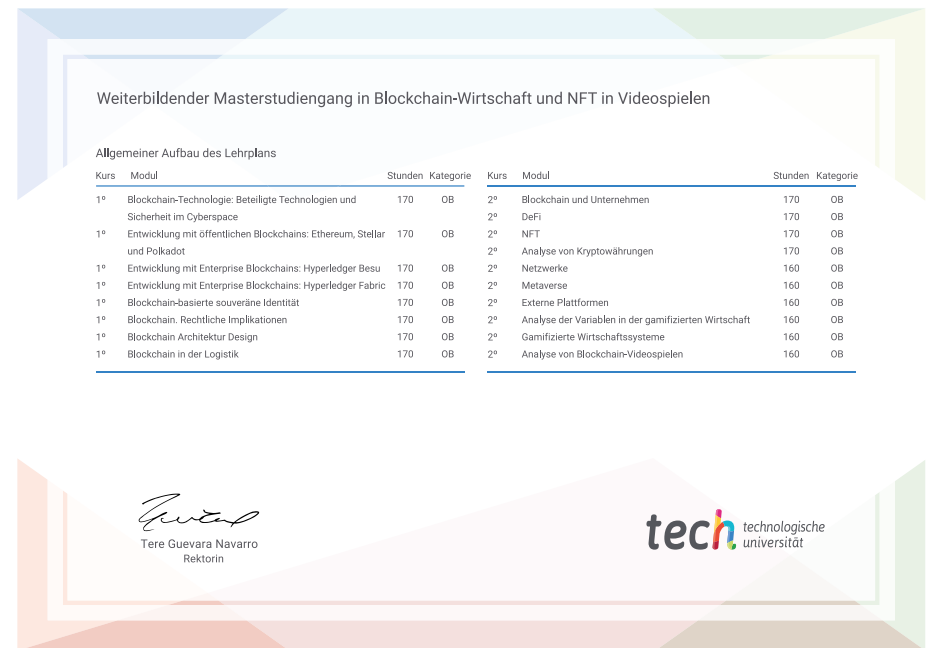 Weiterbildender Masterstudiengang in Blockchain-Wirtschaft und NFT in Videospielen
Allgemeiner Aufbau des Lehrplans
Kurs Modul Stunden Kategorie
1º Blockchain-Technologie: Beteiligte Technologien und 170 OB
Sicherheit im Cyberspace
1º Entwicklung mit öffentlichen Blockchains: Ethereum, Stellar 170 OB
und Polkadot
1º Entwicklung mit Enterprise Blockchains: Hyperledger Besu 170 OB
1º Entwicklung mit Enterprise Blockchains: Hyperledger Fabric 170 OB
1º Blockchain-basierte souveräne Identität 170 OB
1º Blockchain. Rechtliche Implikationen 170 OB
1º Blockchain Architektur Design 170 OB
1º Blockchain in der Logistik 170 OB
Kurs Modul Stunden Kategorie
2º Blockchain und Unternehmen 170 OB
2º DeFi 170 OB
2º NFT 170 OB
2º Analyse von Kryptowährungen 170 OB
2º Netzwerke 160 OB
2º Metaverse 160 OB
2º Externe Plattformen 160 OB
2º Analyse der Variablen in der gamifizierten Wirtschaft 160 OB
2º Gamifizierte Wirtschaftssysteme 160 OB
2º Analyse von Blockchain-Videospielen 160 OB
Tere Guevara Navarro
Rektorin
tech technologische
universität